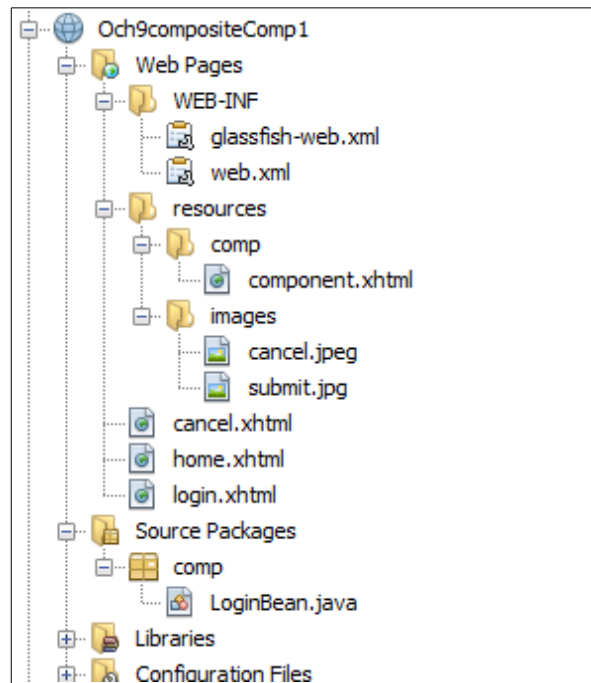 Och9compositeComp1
Web Pages
WEB-INF
glassfish-web.xml
web.xml
resources
comp
component.xhtml
images
cancel.jpeg
submit.jpg
cancel.xhtml
home.xhtml
login.xhtml
Source Packages
comp
LoginBean.java
Libraries
Configuration Files